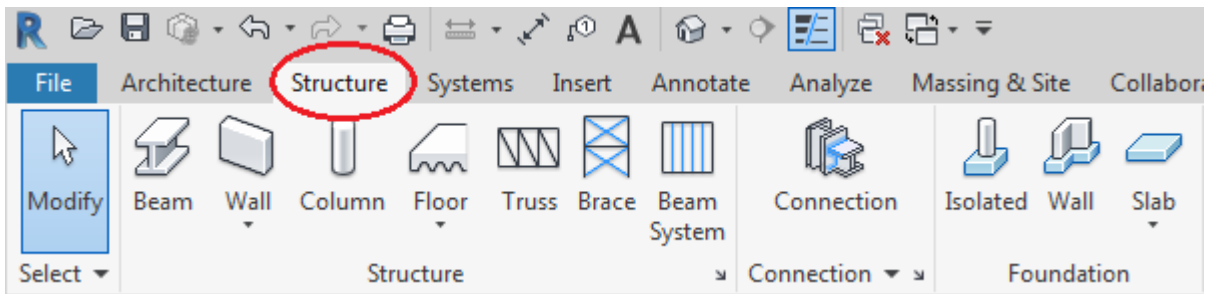 File Architecture Structure Systems Insert Annotate Analyze Massing & Site Collabor
Modify Beam Wall Column Floor Truss Brace Beam System Connection Isolated Wall Slab
Select Structure Connection Foundation